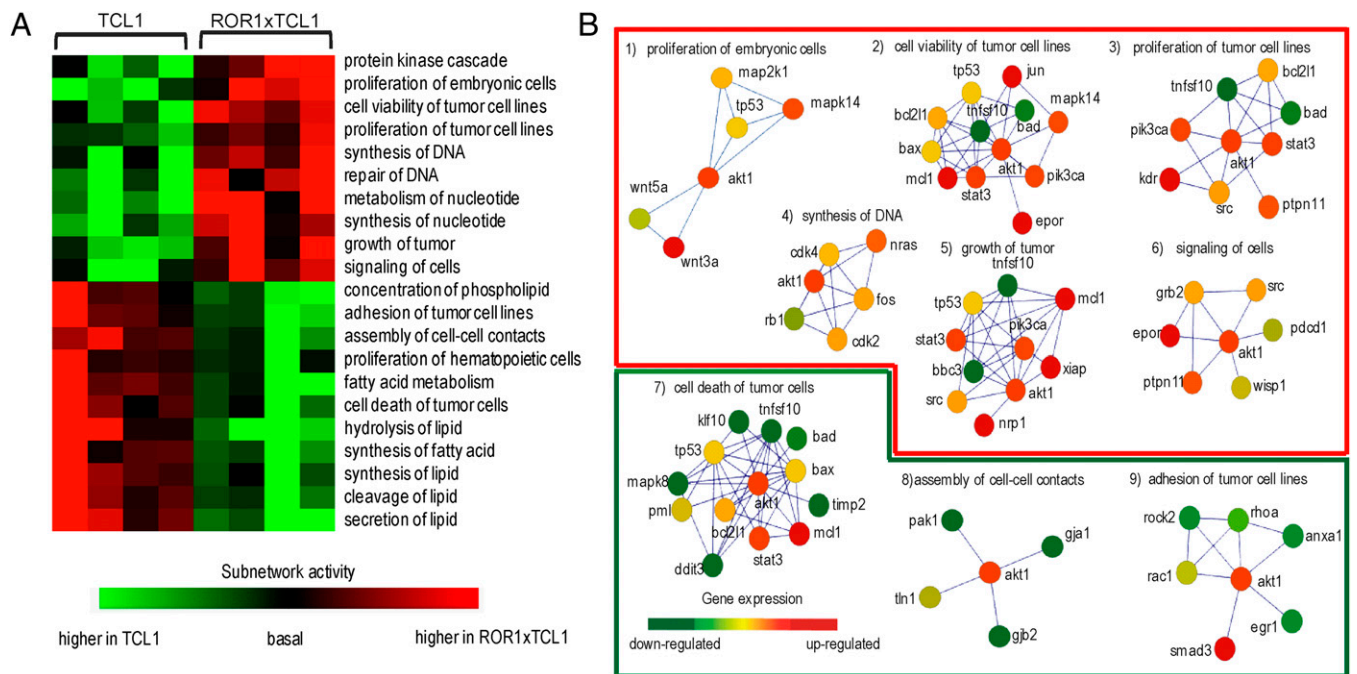 A
TCL1
ROR1xTCL1
protein kinase cascade
proliferation of embryonic cells
cell viability of tumor cell lines
proliferation of tumor cell lines
synthesis of DNA
repair of DNA
metabolism of nucleotide
synthesis of nucleotide
growth of tumor
signaling of cells
concentration of phospholipid
adhesion of tumor cell lines
assembly of cell-cell contacts
proliferation of hematopoietic cells
fatty acid metabolism
cell death of tumor cells
hydrolysis of lipid
synthesis of fatty acid
synthesis of lipid
cleavage of lipid
secretion of lipid
Subnetwork activity
higher in TCL1
basal
higher in ROR1xTCL1
B
1) proliferation of embryonic cells
map2k1
tp53
mapk14
akt1
wnt5a
wnt3a
2) cell viability of tumor cell lines
tp53
jun
tnfsf10
mapk14
bcl2l1
bad
bax
akt1
mcl1
stat3
pik3ca
epor
3) proliferation of tumor cell lines
tnfsf10
bcl2l1
bad
pik3ca
stat3
akt1
kdr
src
ptpn11
4) synthesis of DNA
cdk4
nras
akt1
fos
rb1
cdk2
5) growth of tumor
tnfsf10
tp53
mcl1
pik3ca
stat3
bbc3
xiap
src
akt1
nrp1
6) signaling of cells
grb2
src
epor
pdcd1
akt1
ptpn11
wisp1
7) cell death of tumor cells
klf10
tnfsf10
bad
tp53
bax
mapk8
akt1
timp2
pml
bcl2l1
mcl1
ddit3
stat3
Gene expression
down-regulated
up-regulated
8)assembly of cell-cell contacts
pak1
gja1
akt1
tln1
gjb2
9) adhesion of tumor cell lines
rock2
rhoa
anxa1
rac1
akt1
egr1
smad3